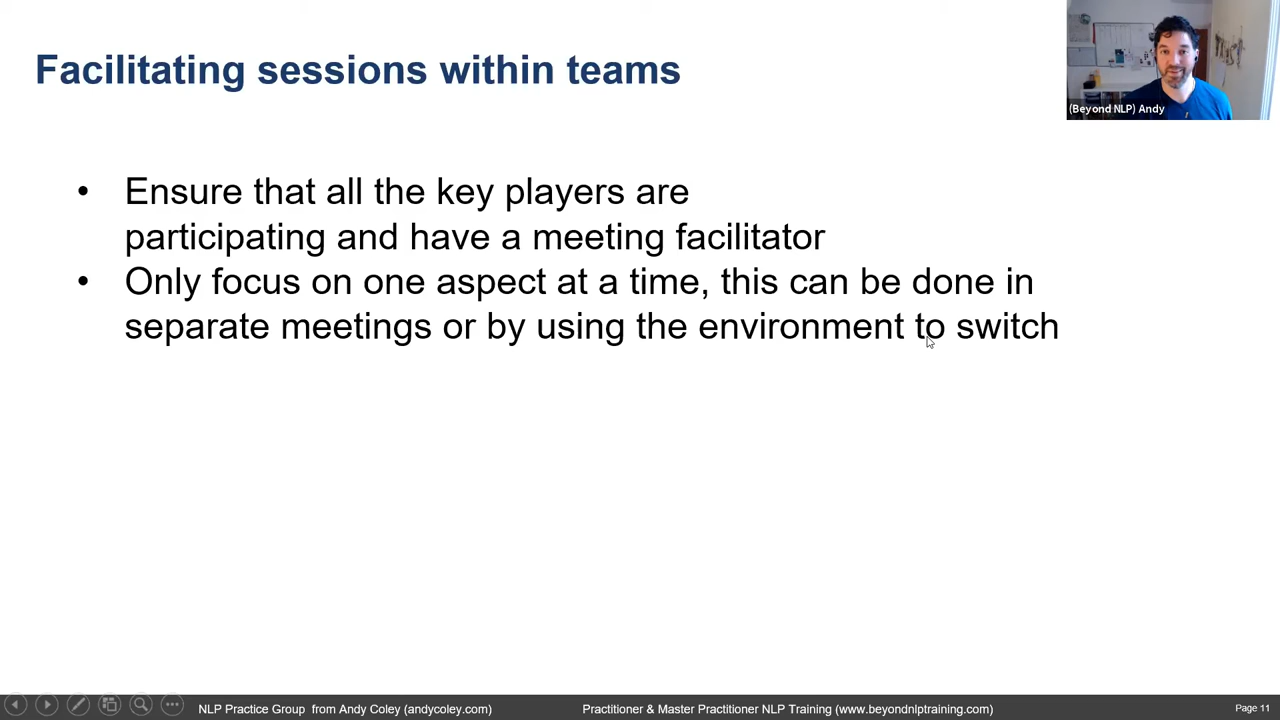 Facilitating sessions within teams
(Beyond NLP) Andy
• Ensure that all the key players are
participating and have a meeting facilitator
• Only focus on one aspect at a time, this can be done in
separate meetings or by using the environment to switch
NLP Practice Group from Andy Coley (andycoley.com)
Practitioner & Master Practitioner NLP Training (www.beyondnlptraining.com)
Page 11